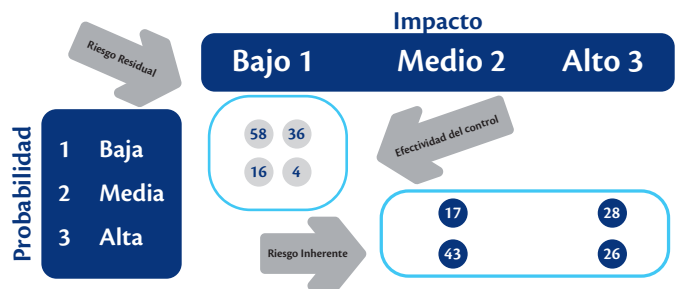 Impacto
Riesgo Residual
Bajo 1 Medio 2 Alto 3
Probabilidad
1 Baja
2 Media
3 Alta
58 36
16 4
Efectividad del control
Riesgo Inherente
17 28
43 26